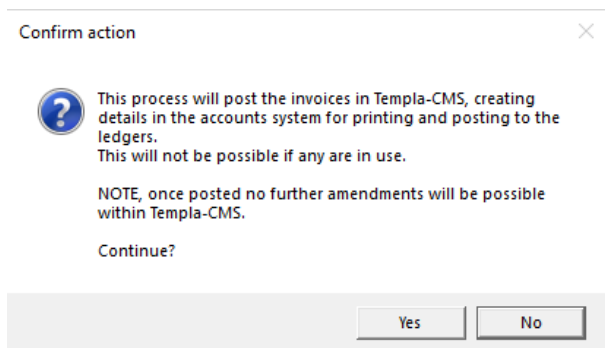 Confirm action
This process will post the invoices in Templa-CMS, creating
details in the accounts system for printing and posting to the
ledgers.
This will not be possible if any are in use.
NOTE, once posted no further amendments will be possible
within Templa-CMS.
Continue?
Yes
No